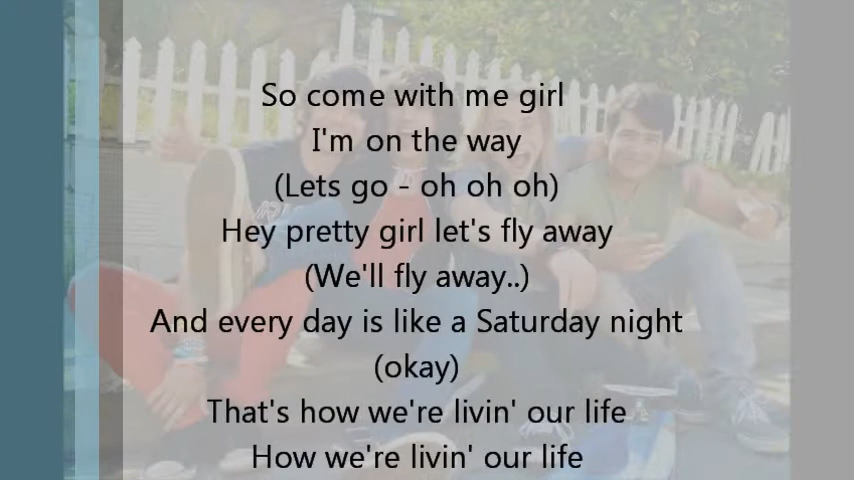 So come with me girl
I'm on the way
(Lets go - oh oh oh)
Hey pretty girl let's fly away
(We'll fly away..)
And every day is like a Saturday night
(okay)
That's how we're livin' our life
How we're livin' our life